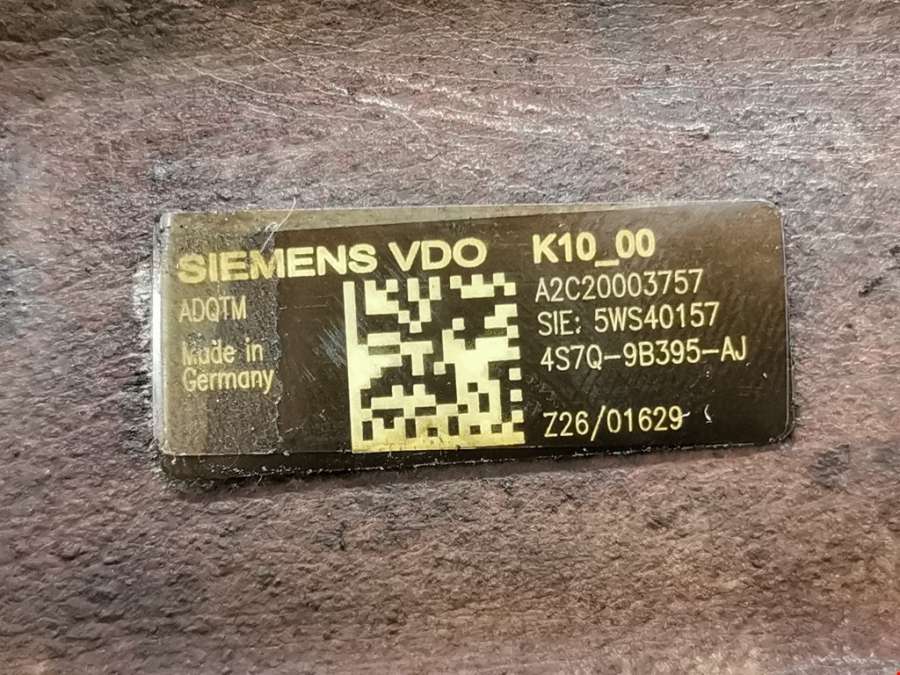 SIEMENS VDO
ADQTM
Made in
Germany
K10_00
A2C20003757
SIE: 5WS40157
4S7Q-9B395-AJ
Z26/01629